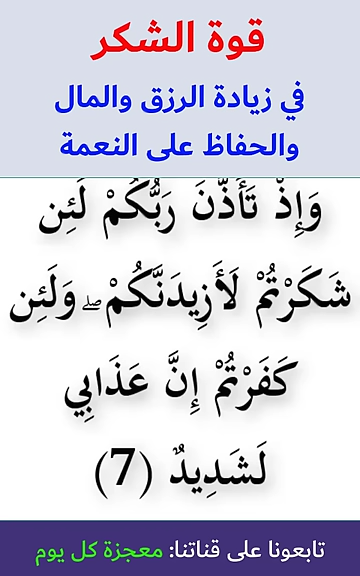 قوة الشكر
في زيادة الرزق والمال
والحفاظ على النعمة
وَإِذْ تَأَذَّنَ رَبُّكُمْ لَئِن
شَكَرْتُمْ لَأَزِيدَنَّكُمْ ۖ وَلَئِن
كَفَرْتُمْ إِنَّ عَذَابِي
لَشَدِيدٌ (7)
تابعونا على قناتنا: معجزة كل يوم